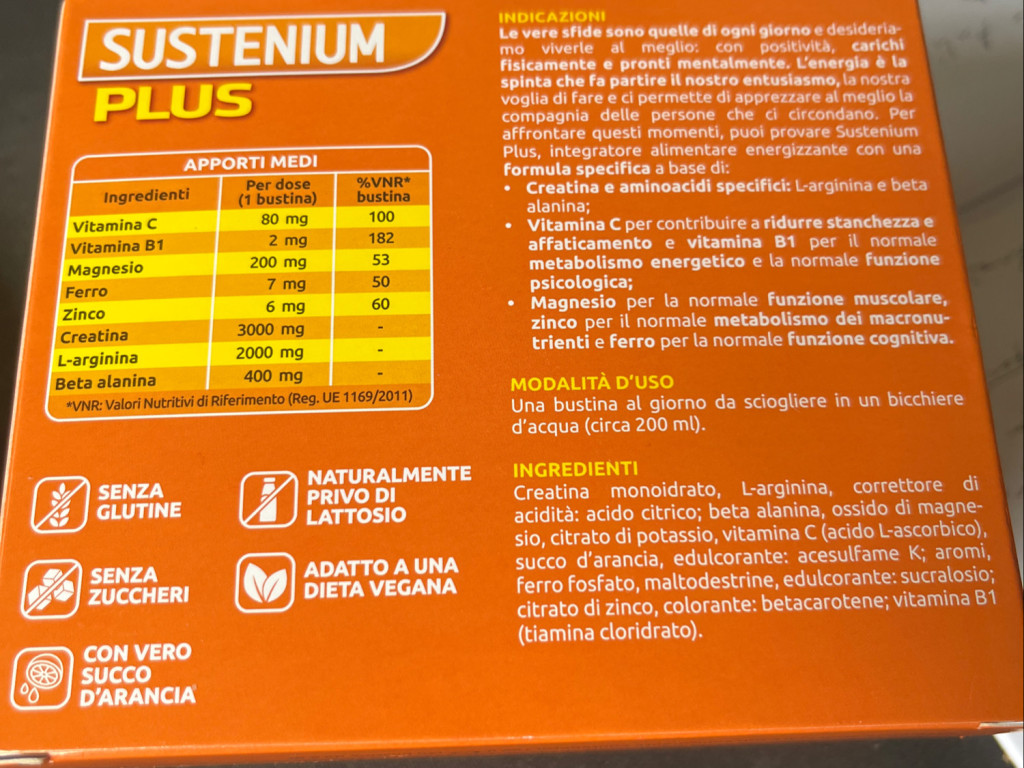 SUSTENIUM
PLUS
APPORTI MEDI
Ingredienti Per dose (1 bustina) %VNR* bustina
Vitamina C 80 mg 100
Vitamina B1 2 mg 182
Magnesio 200 mg 53
Ferro 7 mg 50
Zinco 6 mg 60
Creatina 3000 mg -
L-arginina 2000 mg -
Beta alanina 400 mg -
*VNR: Valori Nutritivi di Riferimento (Reg. UE 1169/2011)
SENZA
GLUTINE
NATURALMENTE
PRIVO DI
LATTOSIO
SENZA
ZUCCHERI
ADATTO A UNA
DIETA VEGANA
CON VERO
SUCCO
D'ARANCIA
INDICAZIONI
Le vere sfide sono quelle di ogni giorno e desideria-
mo viverle al meglio: con positività, carichi
fisicamente e pronti mentalmente. L'energia è la
spinta che fa partire il nostro entusiasmo, la nostra
voglia di fare e ci permette di apprezzare al meglio la
compagnia delle persone che ci circondano. Per
affrontare questi momenti, puoi provare Sustenium
Plus, integratore alimentare energizzante con una
formula specifica a base di:
• Creatina e aminoacidi specifici: L-arginina e beta
alanina;
• Vitamina C per contribuire a ridurre stanchezza e
affaticamento e vitamina B1 per il normale
metabolismo energetico e la normale funzione
psicologica;
• Magnesio per la normale funzione muscolare,
zinco per il normale metabolismo dei macronu-
trienti e ferro per la normale funzione cognitiva.
MODALITÀ D'USO
Una bustina al giorno da sciogliere in un bicchiere
d'acqua (circa 200 ml).
INGREDIENTI
Creatina monoidrato, L-arginina, correttore di
acidità: acido citrico; beta alanina, ossido di magne-
sio, citrato di potassio, vitamina C (acido L-ascorbico),
succo d'arancia, edulcorante: acesulfame K; aromi,
ferro fosfato, maltodestrine, edulcorante: sucralosio;
citrato di zinco, colorante: betacarotene; vitamina B1
(tiamina cloridrato).